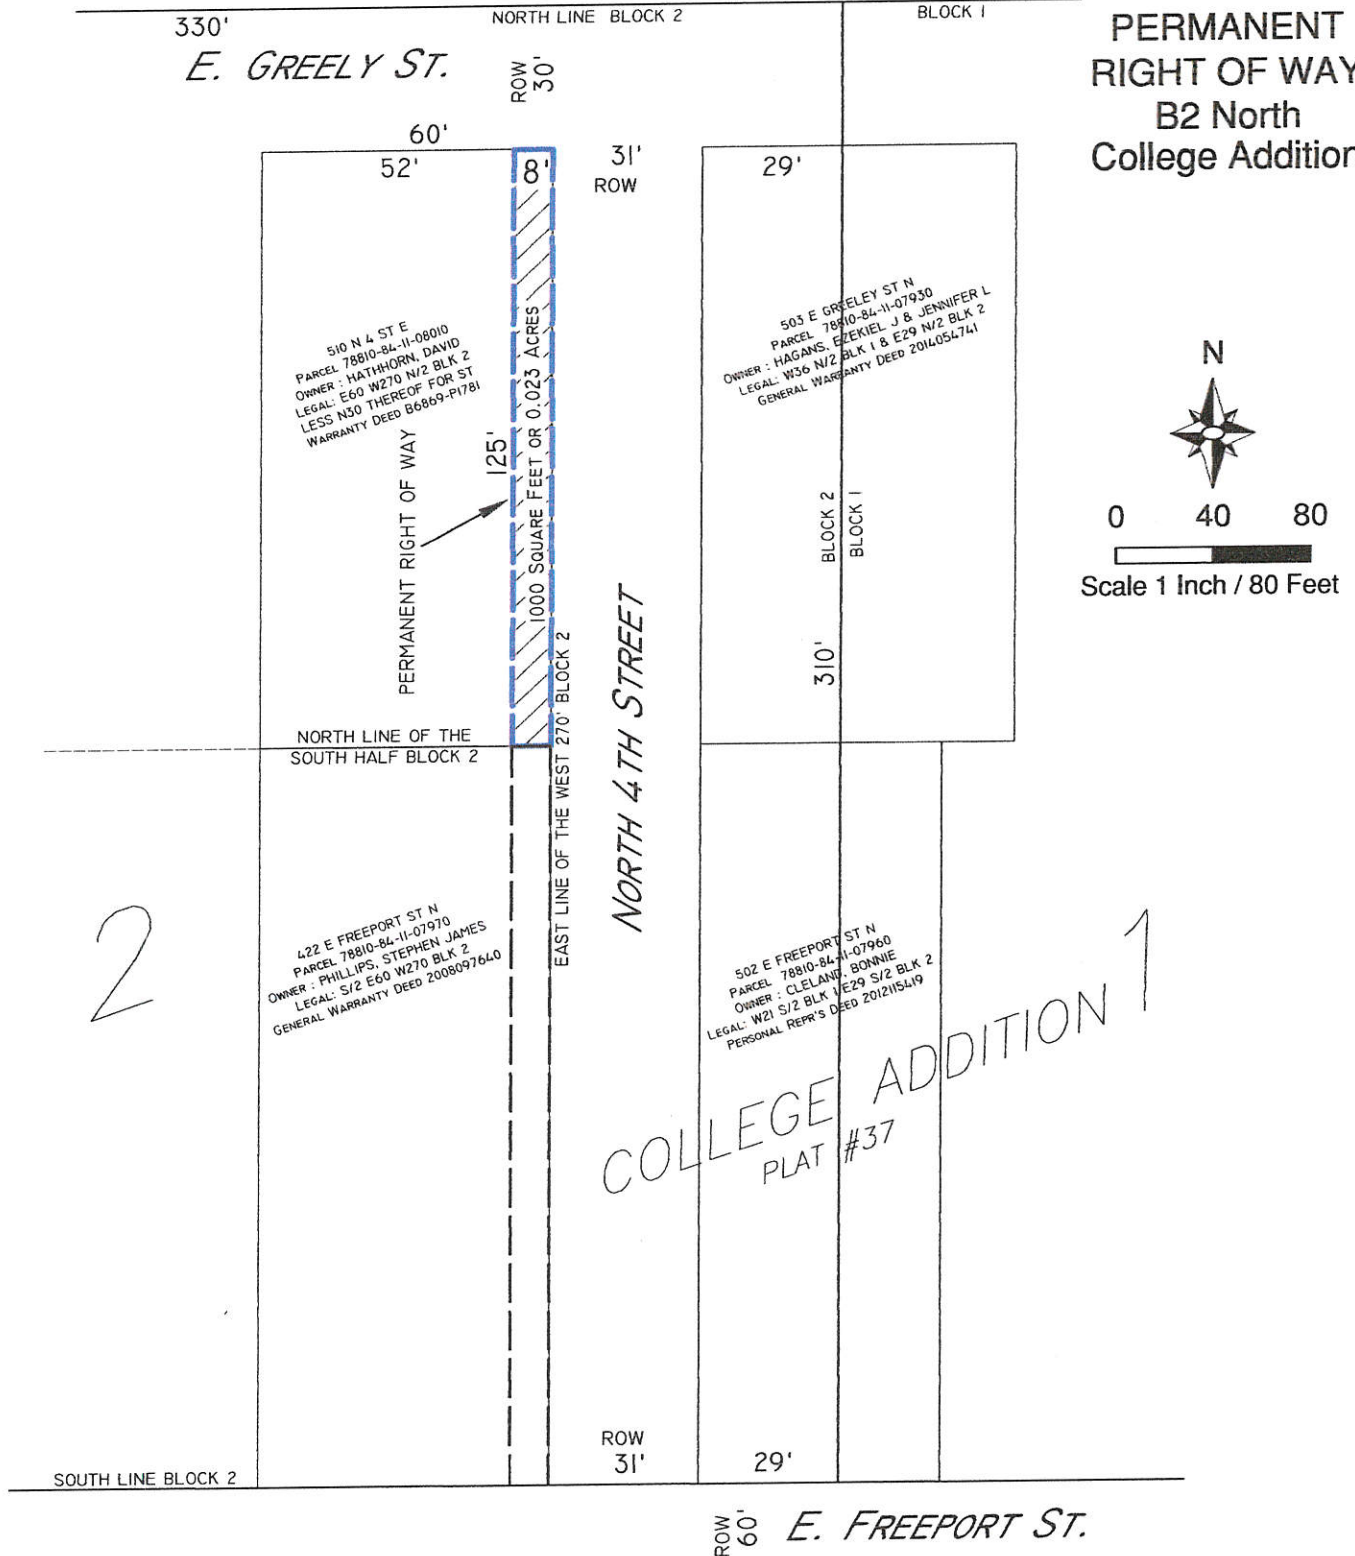 330'
NORTH LINE BLOCK 2
BLOCK 1
PERMANENT
RIGHT OF WAY
B2 North
College Addition
E. GREELY ST.
ROW
30'
60'
52'
8'
31'
ROW
29'
510 N 4 ST E
PARCEL 78810-84-11-08010
OWNER : HATHHORN, DAVID
LEGAL: E60 W270 N/2 BLK 2
LESS N30 THEREOF FOR ST
WARRANTY DEED B6869-P1781
PERMANENT RIGHT OF WAY
125'
1000 SQUARE FEET OR 0.023 ACRES
503 E GREELEY ST N
PARCEL 78810-84-11-07930
OWNER : HAGANS, EZEKIEL J & JENNIFER L
LEGAL: W36 N/2 BLK 1 & E29 N/2 BLK 2
GENERAL WARRANTY DEED 2014054741
N
0 40 80
Scale 1 Inch / 80 Feet
BLOCK 2
BLOCK 1
310'
NORTH 4TH STREET
EAST LINE OF THE WEST 270' BLOCK 2
NORTH LINE OF THE
SOUTH HALF BLOCK 2
2
422 E FREEPORT ST N
PARCEL 78810-84-11-07970
OWNER : PHILLIPS, STEPHEN JAMES
LEGAL: S/2 E60 W270 BLK 2
GENERAL WARRANTY DEED 2008097640
502 E FREEPORT ST N
PARCEL 78810-84-11-07960
OWNER : CLELAND, BONNIE
LEGAL: W21 S/2 BLK 1 E29 S/2 BLK 2
PERSONAL REPR'S DEED 2012115419
1
COLLEGE ADDITION
PLAT #37
ROW
31'
29'
SOUTH LINE BLOCK 2
ROW
60'
E. FREEPORT ST.